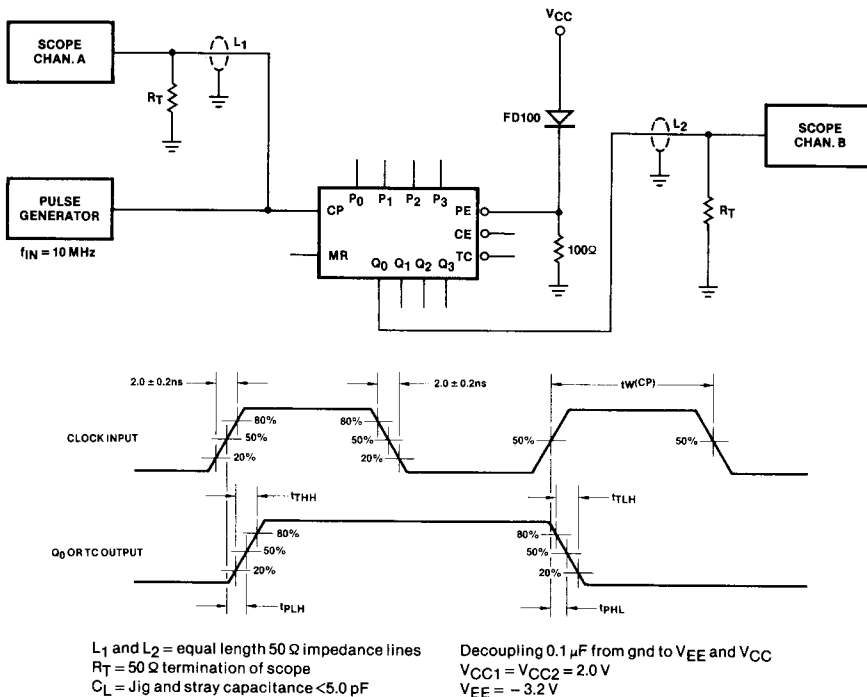 SCOPE
CHAN. A
L1
RT
VCC
FD100
L2
SCOPE
CHAN. B
RT
PULSE
GENERATOR
fIN = 10 MHz
P0 P1 P2 P3
CP
PE
CE
MR
TC
Q0 Q1 Q2 Q3
100Ω
2.0 ± 0.2ns
2.0 ± 0.2ns
tW(CP)
CLOCK INPUT
80%
50%
20%
80%
50%
20%
50%
50%
tTHH
tTLH
Q0 OR TC OUTPUT
80%
50%
20%
80%
50%
20%
tPLH
tPHL
L1 and L2 = equal length 50 Ω impedance lines
RT = 50 Ω termination of scope
CL = Jig and stray capacitance <5.0 pF
Decoupling 0.1 µF from gnd to VEE and VCC
VCC1 = VCC2 = 2.0 V
VEE = – 3.2 V